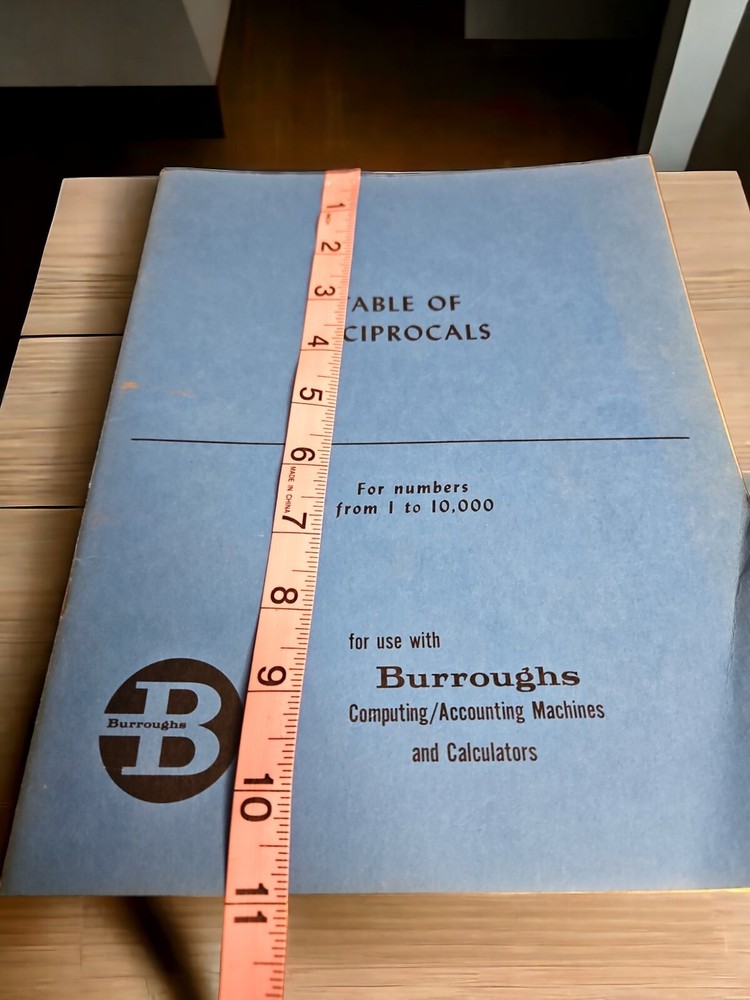 1
2
3
ABLE OF
4
CIPROCALS
5
6
MADE IN CHINA
For numbers
7
from 1 to 10,000
8
for use with
9
Burroughs
B
Burroughs
Computing/Accounting Machines
and Calculators
10
11